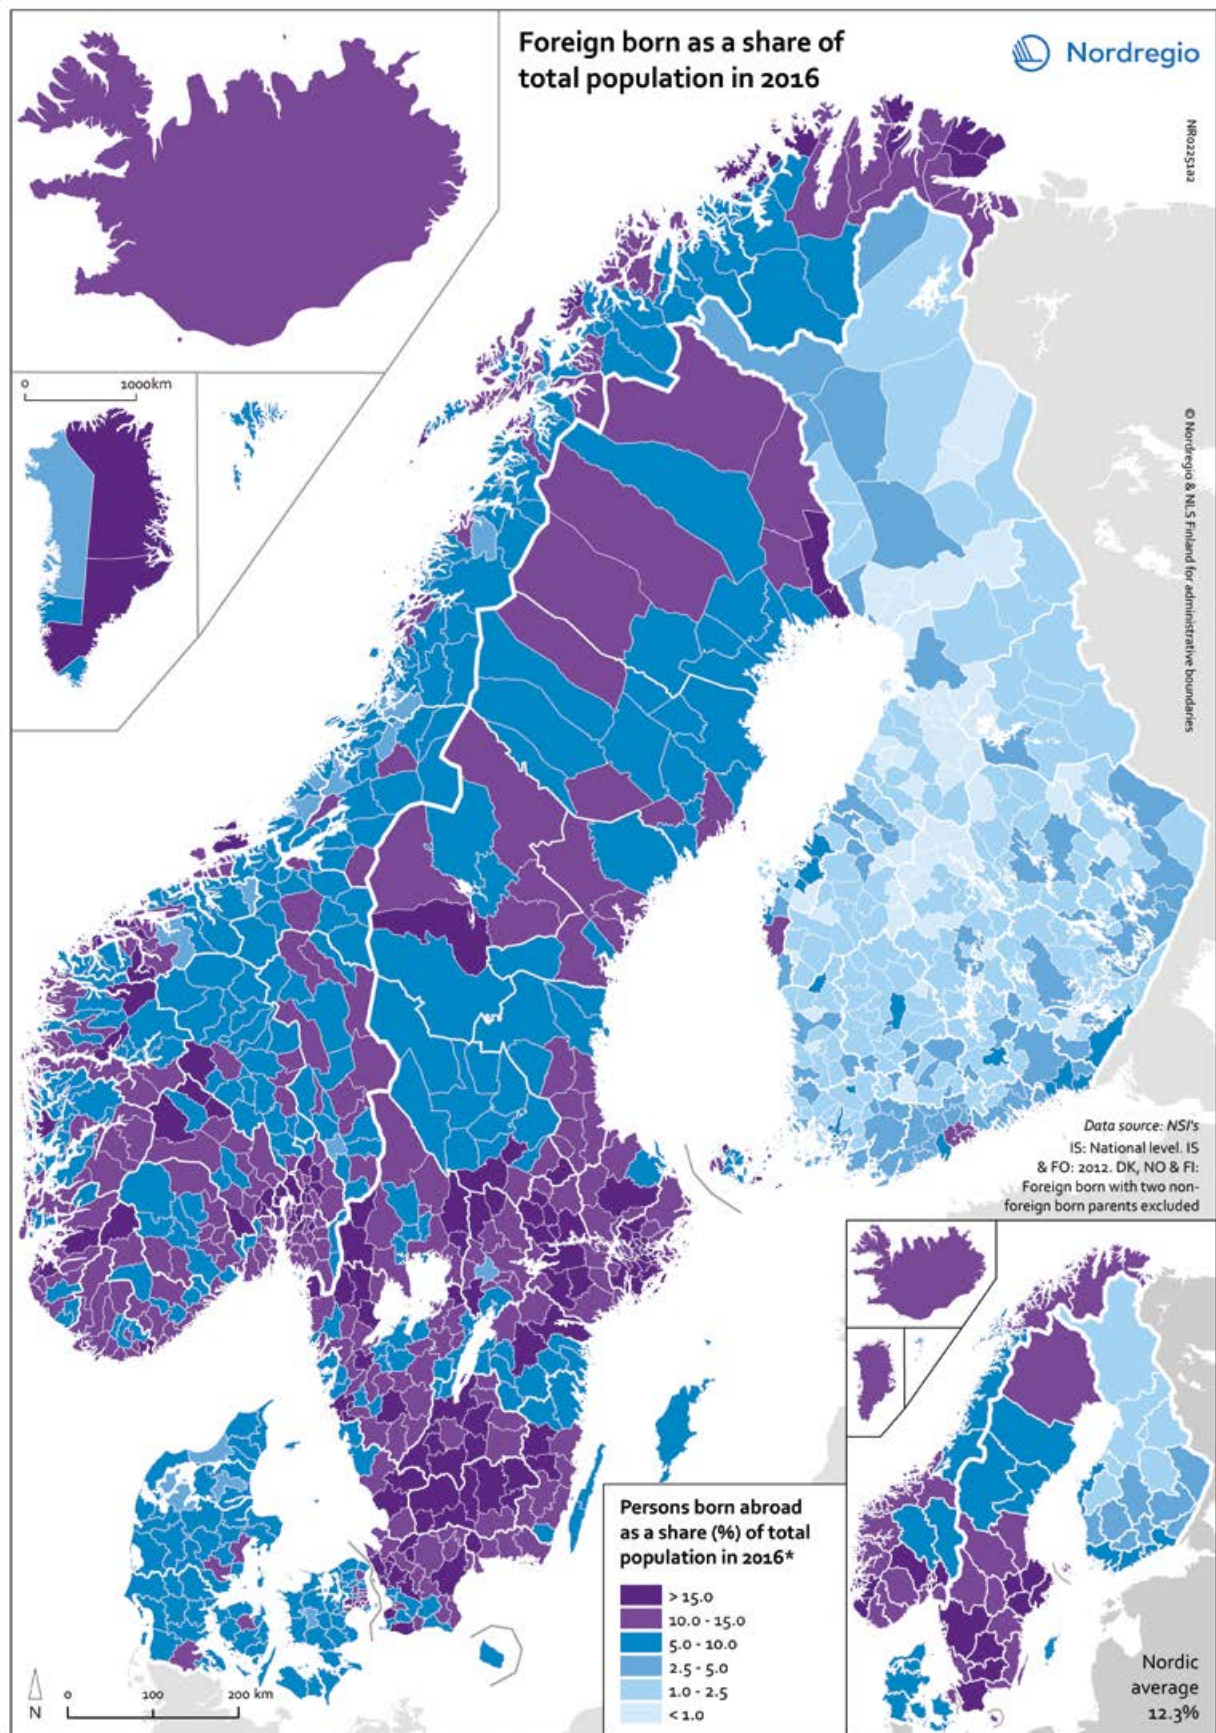 Foreign born as a share of
total population in 2016
Nordregio
NR02251a2
0 1000km
© Nordregio & NLS Finland for administrative boundaries
Data source: NSI's
IS: National level. IS
& FO: 2012. DK, NO & FI:
Foreign born with two non-
foreign born parents excluded
Persons born abroad
as a share (%) of total
population in 2016*
> 15.0
10.0 - 15.0
5.0 - 10.0
2.5 - 5.0
1.0 - 2.5
< 1.0
N
0 100 200 km
Nordic
average
12.3%